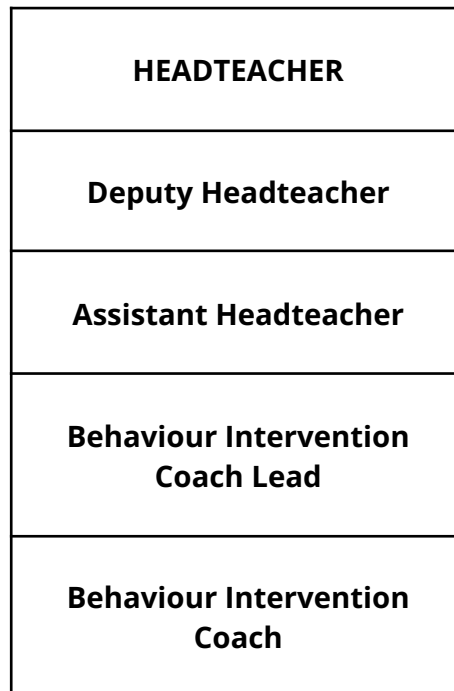 HEADTEACHER
Deputy Headteacher
Assistant Headteacher
Behaviour Intervention
Coach Lead
Behaviour Intervention
Coach